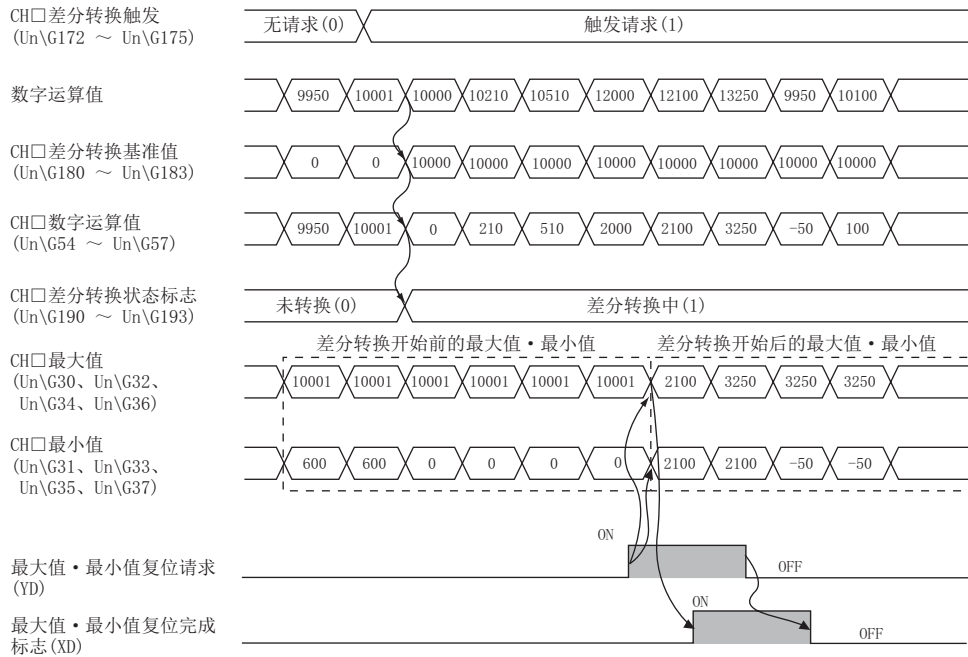 CH□差分转换触发
(Un\G172 ～ Un\G175)
无请求(0)
触发请求(1)
数字运算值
9950 10001 10000 10210 10510 12000 12100 13250 9950 10100
CH□差分转换基准值
(Un\G180 ～ Un\G183)
0 0 10000 10000 10000 10000 10000 10000 10000 10000
CH□数字运算值
(Un\G54 ～ Un\G57)
9950 10001 0 210 510 2000 2100 3250 -50 100
CH□差分转换状态标志
(Un\G190 ～ Un\G193)
未转换(0)
差分转换中(1)
差分转换开始前的最大值·最小值
差分转换开始后的最大值·最小值
CH□最大值
(Un\G30、Un\G32、
Un\G34、Un\G36)
10001 10001 10001 10001 10001 10001 2100 3250 3250 3250
CH□最小值
(Un\G31、Un\G33、
Un\G35、Un\G37)
600 600 0 0 0 0 2100 2100 -50 -50
ON
最大值·最小值复位请求
(YD)
OFF
ON
最大值·最小值复位完成
标志(XD)
OFF